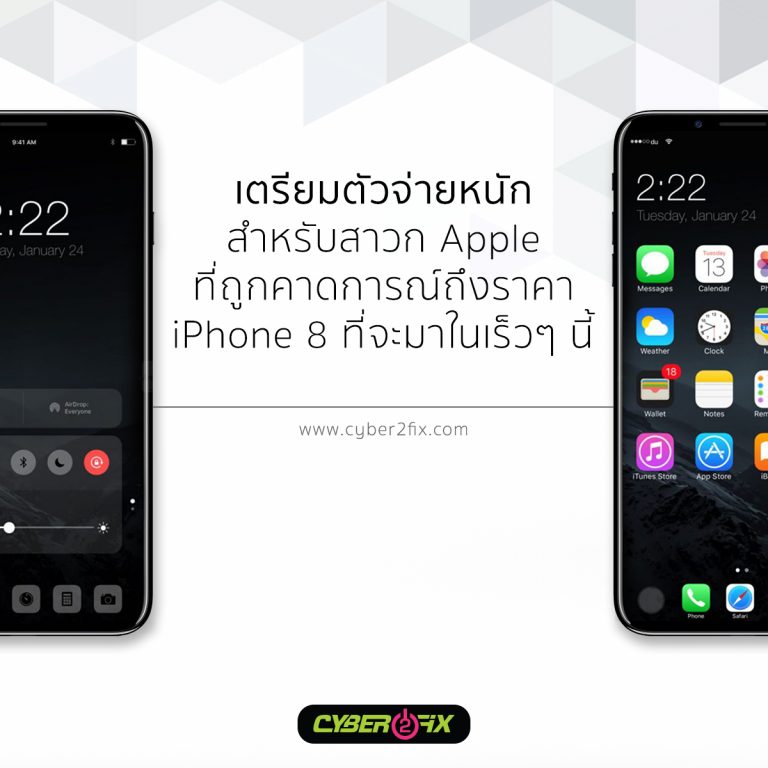 เตรียมตัวจ่ายหนัก
สำหรับสาวก Apple
ที่ถูกคาดการณ์ถึงราคา
iPhone 8 ที่จะมาในเร็วๆ นี้
www.cyber2fix.com
9:41 AM
2:22
Tuesday, January 24
AirDrop:
Everyone
du
2:22
Tuesday, January 24
Tuesday
13
Messages
Calendar
Weather
Clock
18
Wallet
Notes
iTunes Store
App Store
Phone
Safari
CYBER2FIX